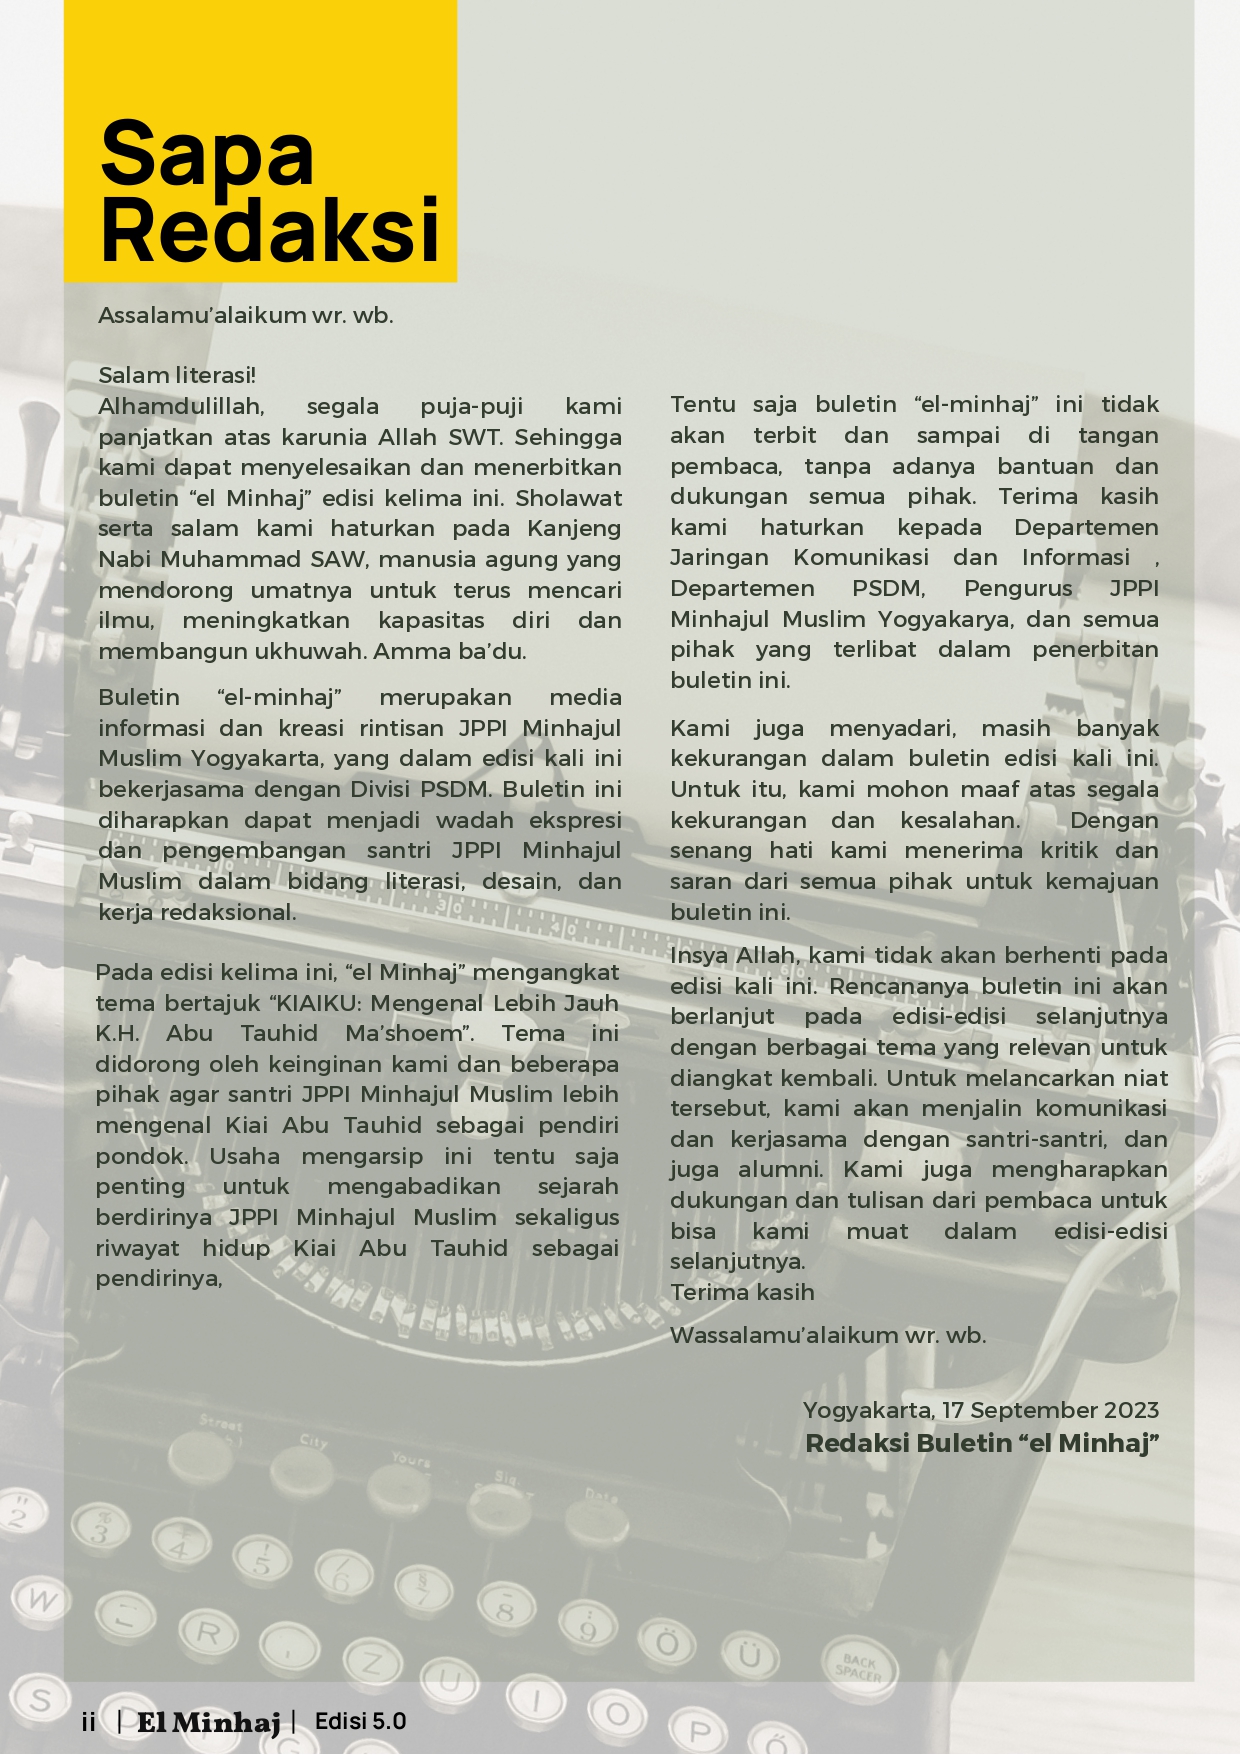 Sapa
Redaksi
Assalamu’alaikum wr. wb.
Salam literasi!
Alhamdulillah, segala puja-puji kami
panjatkan atas karunia Allah SWT. Sehingga
kami dapat menyelesaikan dan menerbitkan
buletin “el Minhaj” edisi kelima ini. Sholawat
serta salam kami haturkan pada Kanjeng
Nabi Muhammad SAW, manusia agung yang
mendorong umatnya untuk terus mencari
ilmu, meningkatkan kapasitas diri dan
membangun ukhuwah. Amma ba’du.
Buletin “el-minhaj” merupakan media
informasi dan kreasi rintisan JPPI Minhajul
Muslim Yogyakarta, yang dalam edisi kali ini
bekerjasama dengan Divisi PSDM. Buletin ini
diharapkan dapat menjadi wadah ekspresi
dan pengembangan santri JPPI Minhajul
Muslim dalam bidang literasi, desain, dan
kerja redaksional.
Pada edisi kelima ini, “el Minhaj” mengangkat
tema bertajuk “KIAIKU: Mengenal Lebih Jauh
K.H. Abu Tauhid Ma’shoem”. Tema ini
didorong oleh keinginan kami dan beberapa
pihak agar santri JPPI Minhajul Muslim lebih
mengenal Kiai Abu Tauhid sebagai pendiri
pondok. Usaha mengarsip ini tentu saja
penting untuk mengabadikan sejarah
berdirinya JPPI Minhajul Muslim sekaligus
riwayat hidup Kiai Abu Tauhid sebagai
pendirinya,
Tentu saja buletin “el-minhaj” ini tidak
akan terbit dan sampai di tangan
pembaca, tanpa adanya bantuan dan
dukungan semua pihak. Terima kasih
kami haturkan kepada Departemen
Jaringan Komunikasi dan Informasi ,
Departemen PSDM, Pengurus JPPI
Minhajul Muslim Yogyakarya, dan semua
pihak yang terlibat dalam penerbitan
buletin ini.
Kami juga menyadari, masih banyak
kekurangan dalam buletin edisi kali ini.
Untuk itu, kami mohon maaf atas segala
kekurangan dan kesalahan. Dengan
senang hati kami menerima kritik dan
saran dari semua pihak untuk kemajuan
buletin ini.
Insya Allah, kami tidak akan berhenti pada
edisi kali ini. Rencananya buletin ini akan
berlanjut pada edisi-edisi selanjutnya
dengan berbagai tema yang relevan untuk
diangkat kembali. Untuk melancarkan niat
tersebut, kami akan menjalin komunikasi
dan kerjasama dengan santri-santri, dan
juga alumni. Kami juga mengharapkan
dukungan dan tulisan dari pembaca untuk
bisa kami muat dalam edisi-edisi
selanjutnya.
Terima kasih
Wassalamu’alaikum wr. wb.
Yogyakarta, 17 September 2023
Redaksi Buletin “el Minhaj”
Street
City
Yours
Sig.
Date
2 3 4 5 6 7 8 9 Ö Ü BACK SPACER
W R Z U I O P Ö
S
ii | El Minhaj | Edisi 5.0